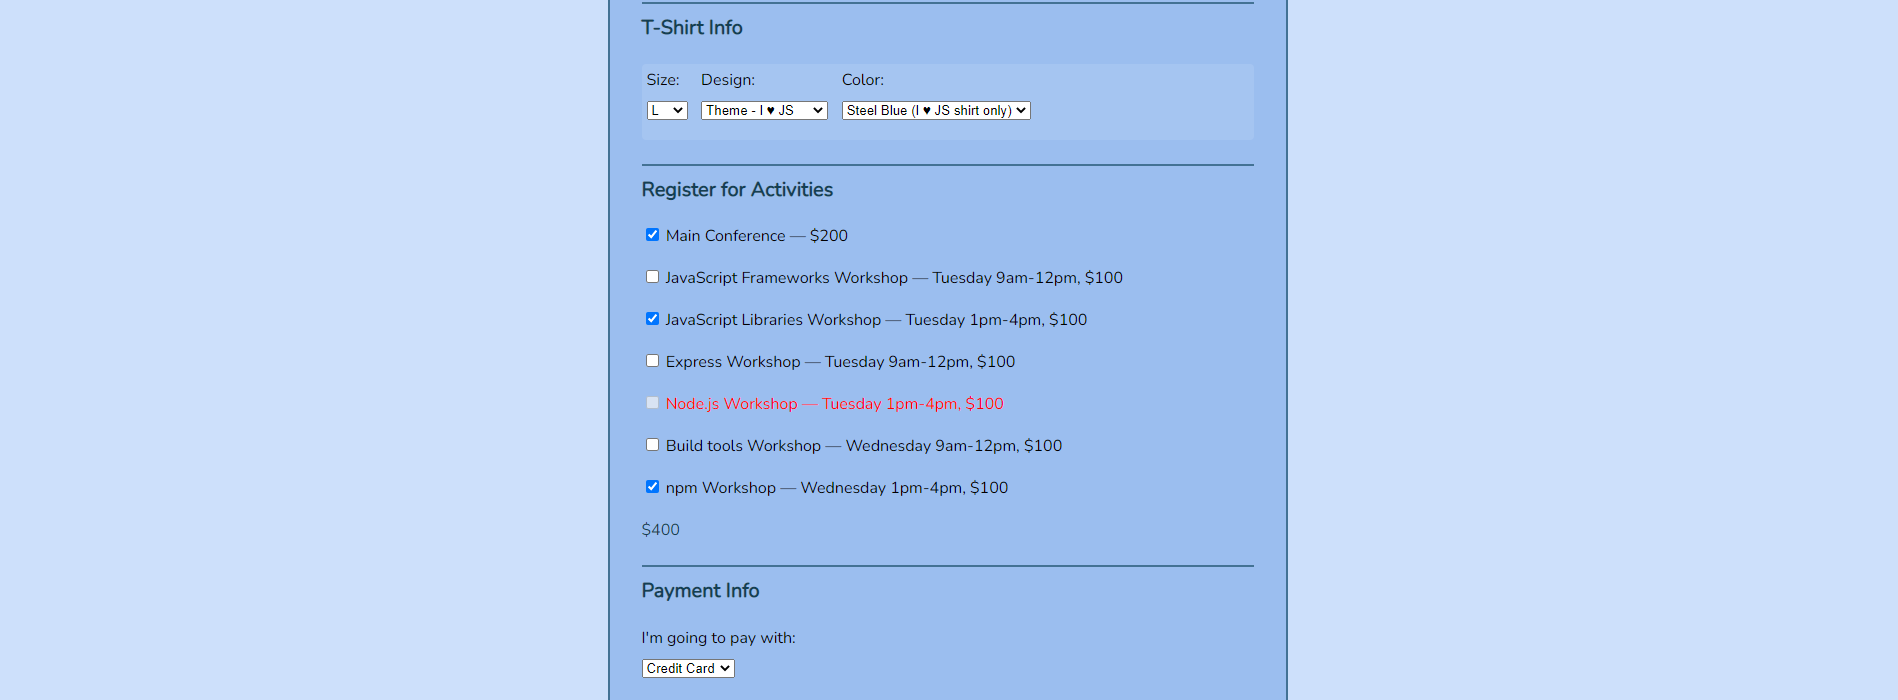 T-Shirt Info
Size: Design: Color:
L Theme - I ♥ JS Steel Blue (I ♥ JS shirt only)
Register for Activities
Main Conference — $200
JavaScript Frameworks Workshop — Tuesday 9am-12pm, $100
JavaScript Libraries Workshop — Tuesday 1pm-4pm, $100
Express Workshop — Tuesday 9am-12pm, $100
Node.js Workshop — Tuesday 1pm-4pm, $100
Build tools Workshop — Wednesday 9am-12pm, $100
npm Workshop — Wednesday 1pm-4pm, $100
$400
Payment Info
I'm going to pay with:
Credit Card